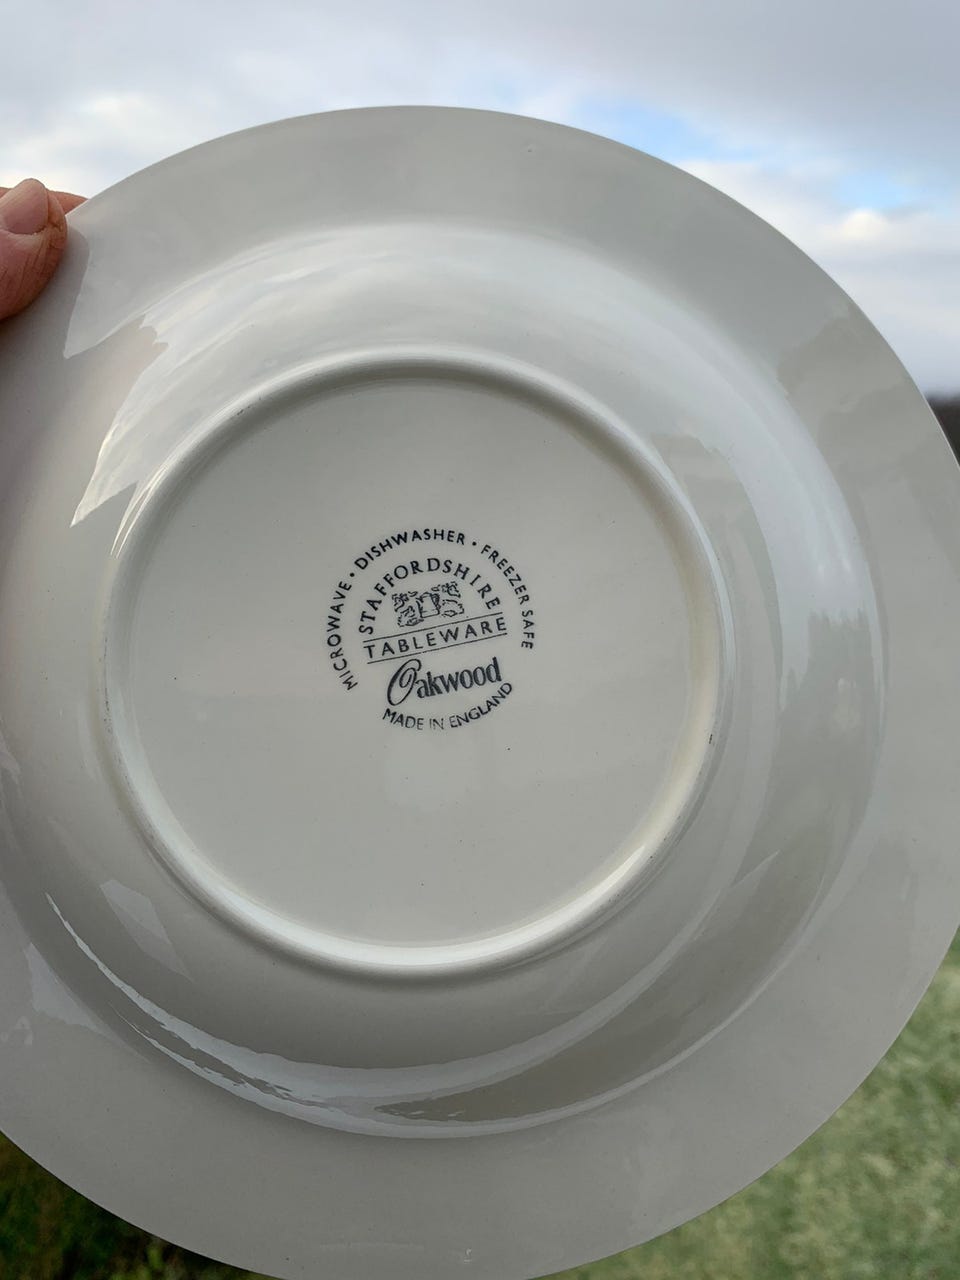 MICROWAVE • DISHWASHER • FREEZER SAFE
STAFFORDSHIRE
TABLEWARE
Oakwood
MADE IN ENGLAND